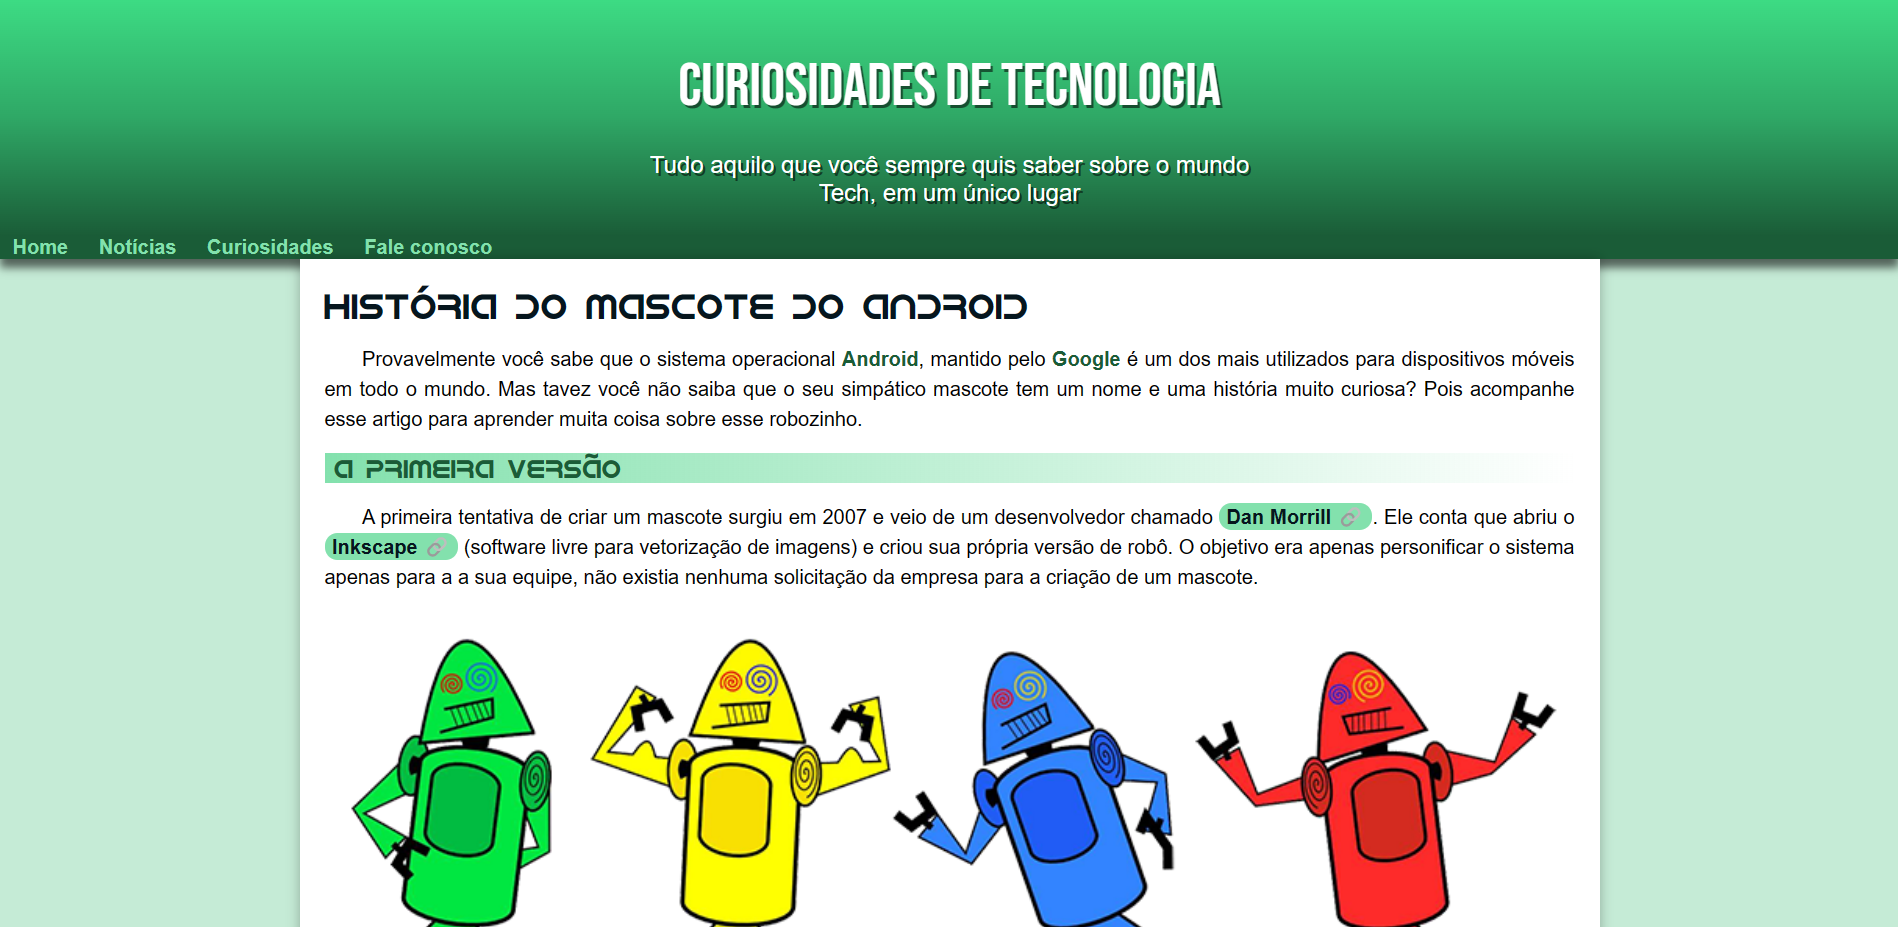 CURIOSIDADES DE TECNOLOGIA
Tudo aquilo que você sempre quis saber sobre o mundo
Tech, em um único lugar
Home Notícias Curiosidades Fale conosco
HISTÓRIA DO MASCOTE DO ANDROID
Provavelmente você sabe que o sistema operacional Android, mantido pelo Google é um dos mais utilizados para dispositivos móveis
em todo o mundo. Mas tavez você não saiba que o seu simpático mascote tem um nome e uma história muito curiosa? Pois acompanhe
esse artigo para aprender muita coisa sobre esse robozinho.
A PRIMEIRA VERSÃO
A primeira tentativa de criar um mascote surgiu em 2007 e veio de um desenvolvedor chamado Dan Morrill . Ele conta que abriu o
Inkscape (software livre para vetorização de imagens) e criou sua própria versão de robô. O objetivo era apenas personificar o sistema
apenas para a a sua equipe, não existia nenhuma solicitação da empresa para a criação de um mascote.